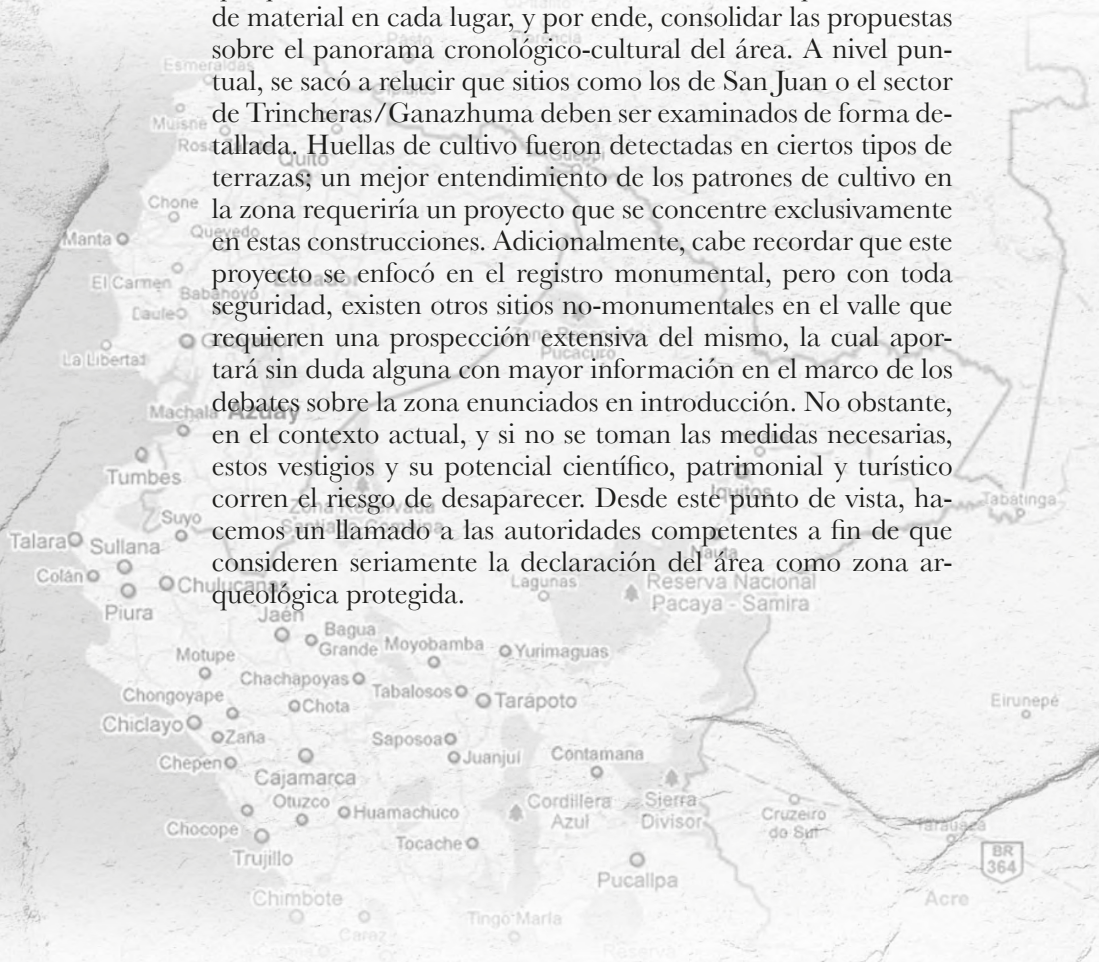 de material en cada lugar, y por ende, consolidar las propuestas
sobre el panorama cronológico-cultural del área. A nivel pun-
tual, se sacó a relucir que sitios como los de San Juan o el sector
de Trincheras/Ganazhuma deben ser examinados de forma de-
tallada. Huellas de cultivo fueron detectadas en ciertos tipos de
terrazas; un mejor entendimiento de los patrones de cultivo en
la zona requeriría un proyecto que se concentre exclusivamente
en estas construcciones. Adicionalmente, cabe recordar que este
proyecto se enfocó en el registro monumental, pero con toda
seguridad, existen otros sitios no-monumentales en el valle que
requieren una prospección extensiva del mismo, la cual apor-
tará sin duda alguna con mayor información en el marco de los
debates sobre la zona enunciados en introducción. No obstante,
en el contexto actual, y si no se toman las medidas necesarias,
estos vestigios y su potencial científico, patrimonial y turístico
corren el riesgo de desaparecer. Desde este punto de vista, ha-
cemos un llamado a las autoridades competentes a fin de que
consideren seriamente la declaración del área como zona ar-
queológica protegida.
Esmeraldas
Muisne
Quito
Chone
Manta
Quevedo
El Carmen
Babahoyo
Daule
La Libertad
Pucacuro
Machala
Azuay
Tumbes
Iquitos
Tabatinga
Suyo
Talara
Sullana
Nauta
Colán
Chulucanas
Lagunas
Reserva Nacional
Pacaya - Samira
Piura
Jaén
Bagua
Grande
Moyobamba
Yurimaguas
Motupe
Chachapoyas
Tabalosos
Tarápoto
Chongoyape
Chota
Eirunepé
Chiclayo
Zaña
Saposoa
Juanjuí
Contamana
Chepen
Cajamarca
Otuzco
Huamachuco
Cordillera
Azul
Sierra
Divisor
Cruzeiro
do Sul
Chocope
Tocache
Tarauacá
Trujillo
BR
364
Pucallpa
Chimbote
Acre
Tingo María
Caraz
Reserva